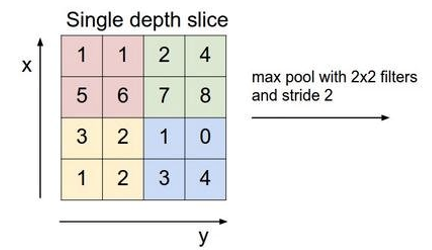 Single depth slice
x
1 1 2 4
5 6 7 8
3 2 1 0
1 2 3 4
y
max pool with 2x2 filters
and stride 2